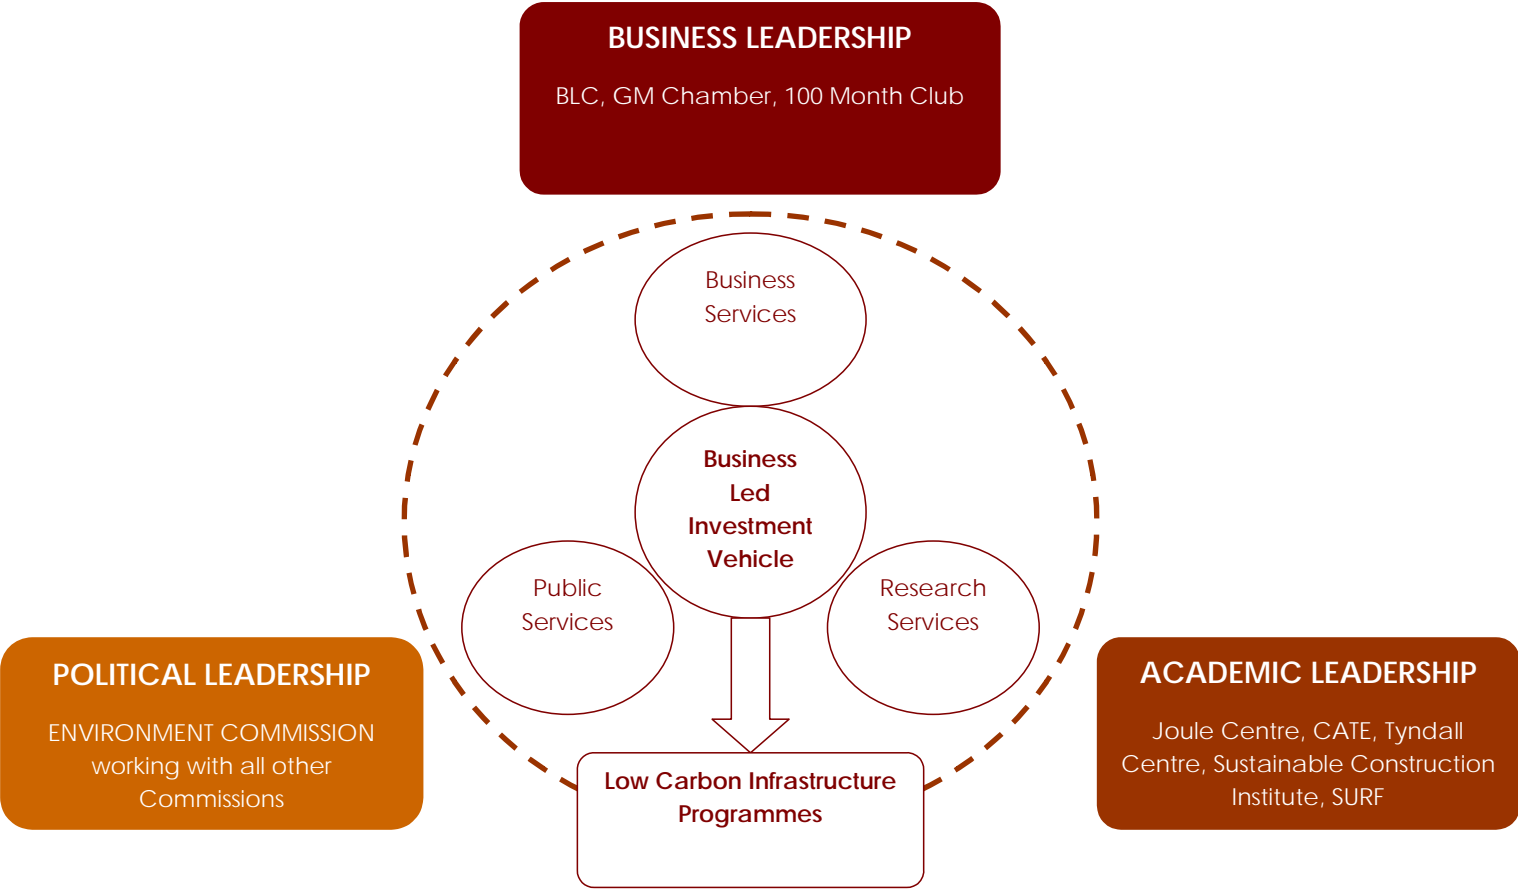 BUSINESS LEADERSHIP
BLC, GM Chamber, 100 Month Club
Business
Services
Business
Led
Investment
Vehicle
Public
Services
Research
Services
POLITICAL LEADERSHIP
ENVIRONMENT COMMISSION
working with all other
Commissions
ACADEMIC LEADERSHIP
Joule Centre, CATE, Tyndall
Centre, Sustainable Construction
Institute, SURF
Low Carbon Infrastructure
Programmes